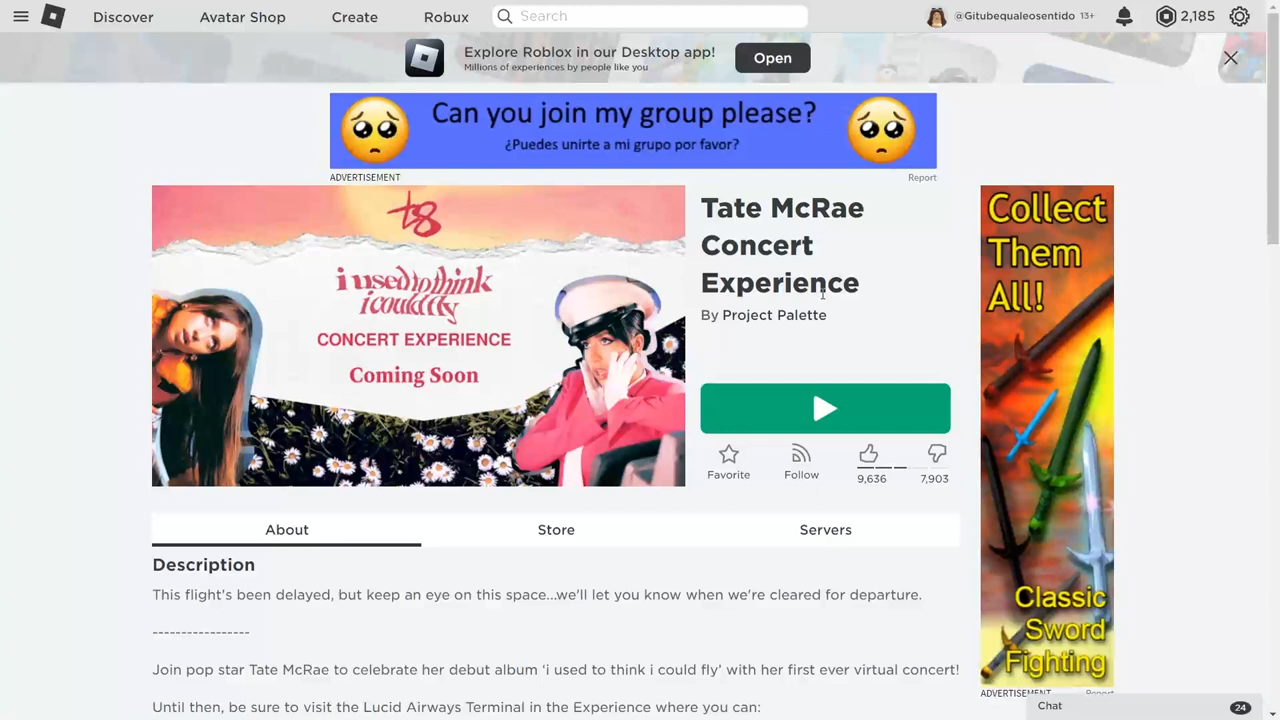 Discover
Avatar Shop
Create
Robux
Search
@Gitubequaleosentido 13+
2,185
Explore Roblox in our Desktop app!
Millions of experiences by people like you
Open
Can you join my group please?
¿Puedes unirte a mi grupo por favor?
ADVERTISEMENT
Report
t8
i used to think
i could fly
CONCERT EXPERIENCE
Coming Soon
Tate McRae
Concert
Experience
By Project Palette
Favorite
Follow
9,636
7,903
Collect
Them
All!
Classic
Sword
Fighting
ADVERTISEMENT
Report
About
Store
Servers
Description
This flight's been delayed, but keep an eye on this space...we'll let you know when we're cleared for departure.
----------------
Join pop star Tate McRae to celebrate her debut album ‘i used to think i could fly’ with her first ever virtual concert!
Until then, be sure to visit the Lucid Airways Terminal in the Experience where you can:
Chat
24